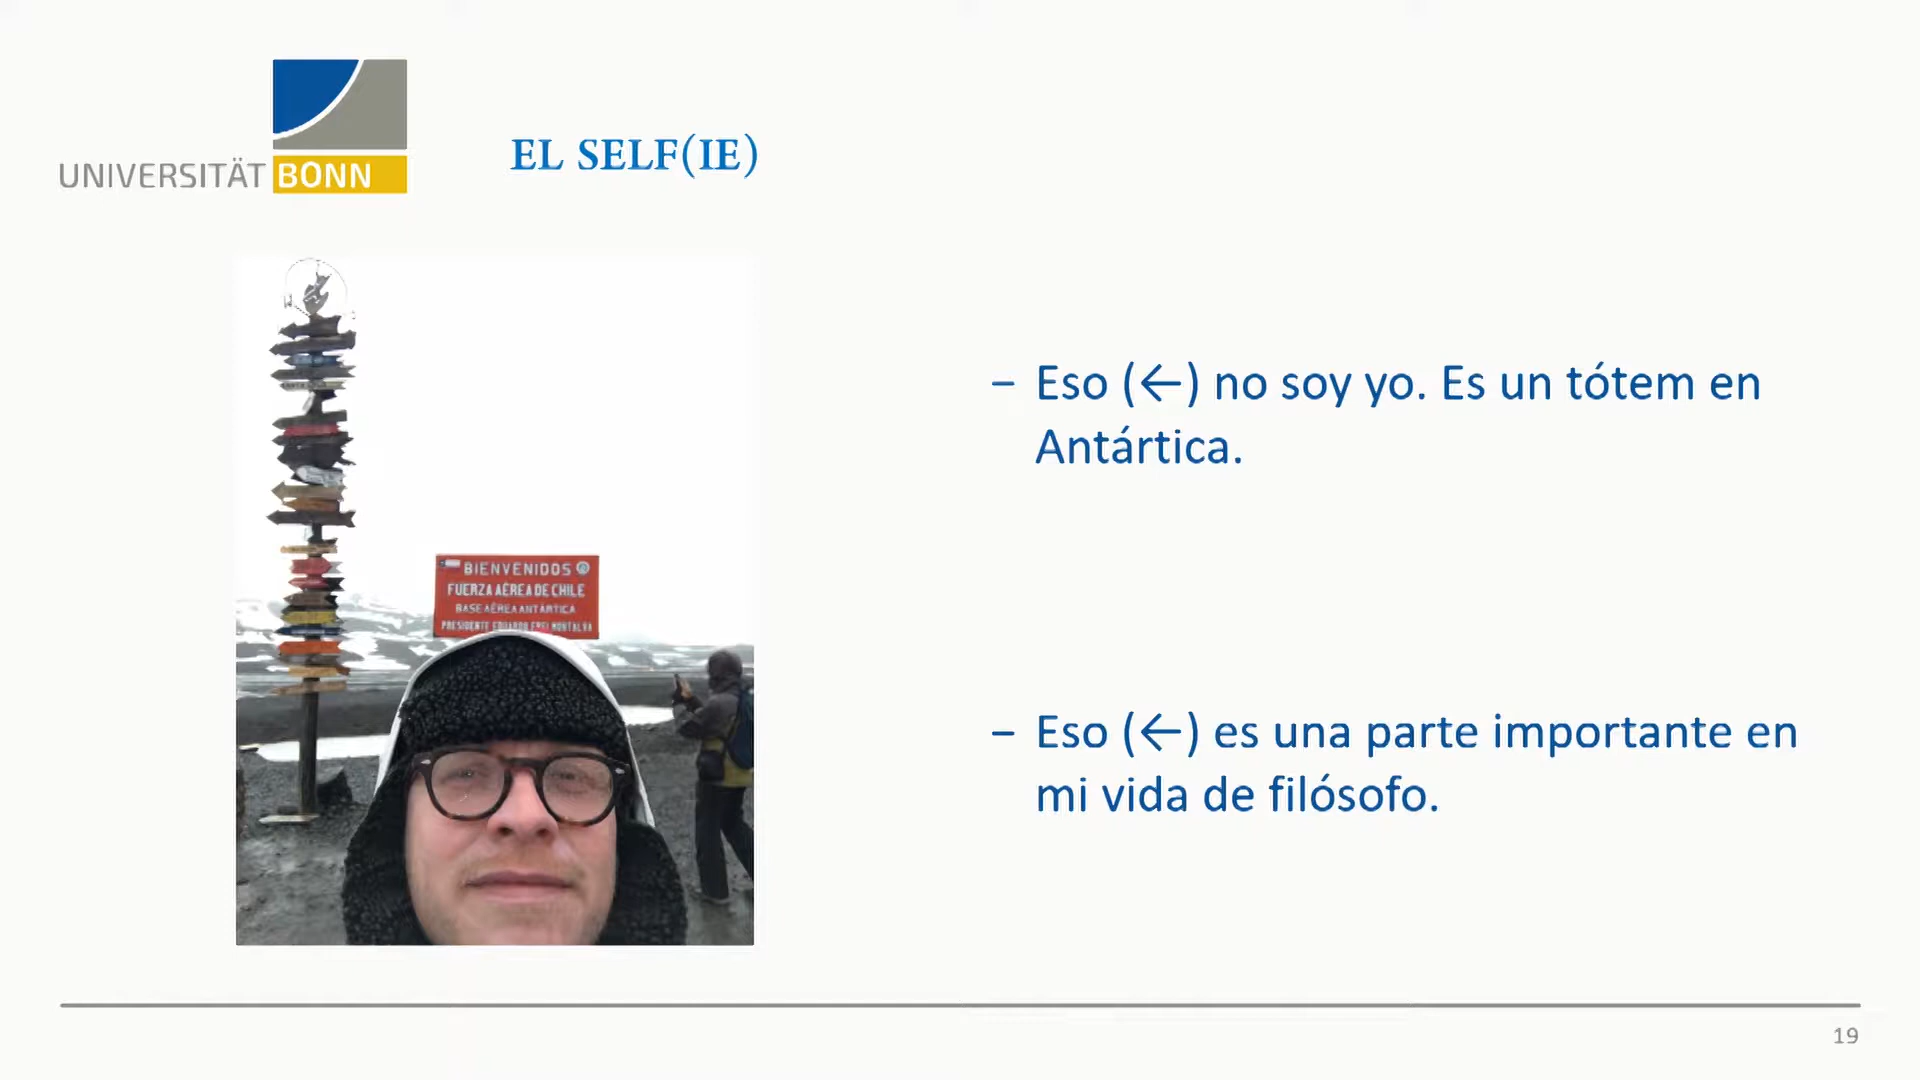 UNIVERSITÄT BONN
EL SELF(IE)
– Eso (←) no soy yo. Es un tótem en
Antártica.
BIENVENIDOS
FUERZA AÉREA DE CHILE
BASE AÉREA ANTÁRTICA
PRESIDENTE EDUARDO FREI MONTALVA
– Eso (←) es una parte importante en
mi vida de filósofo.
19